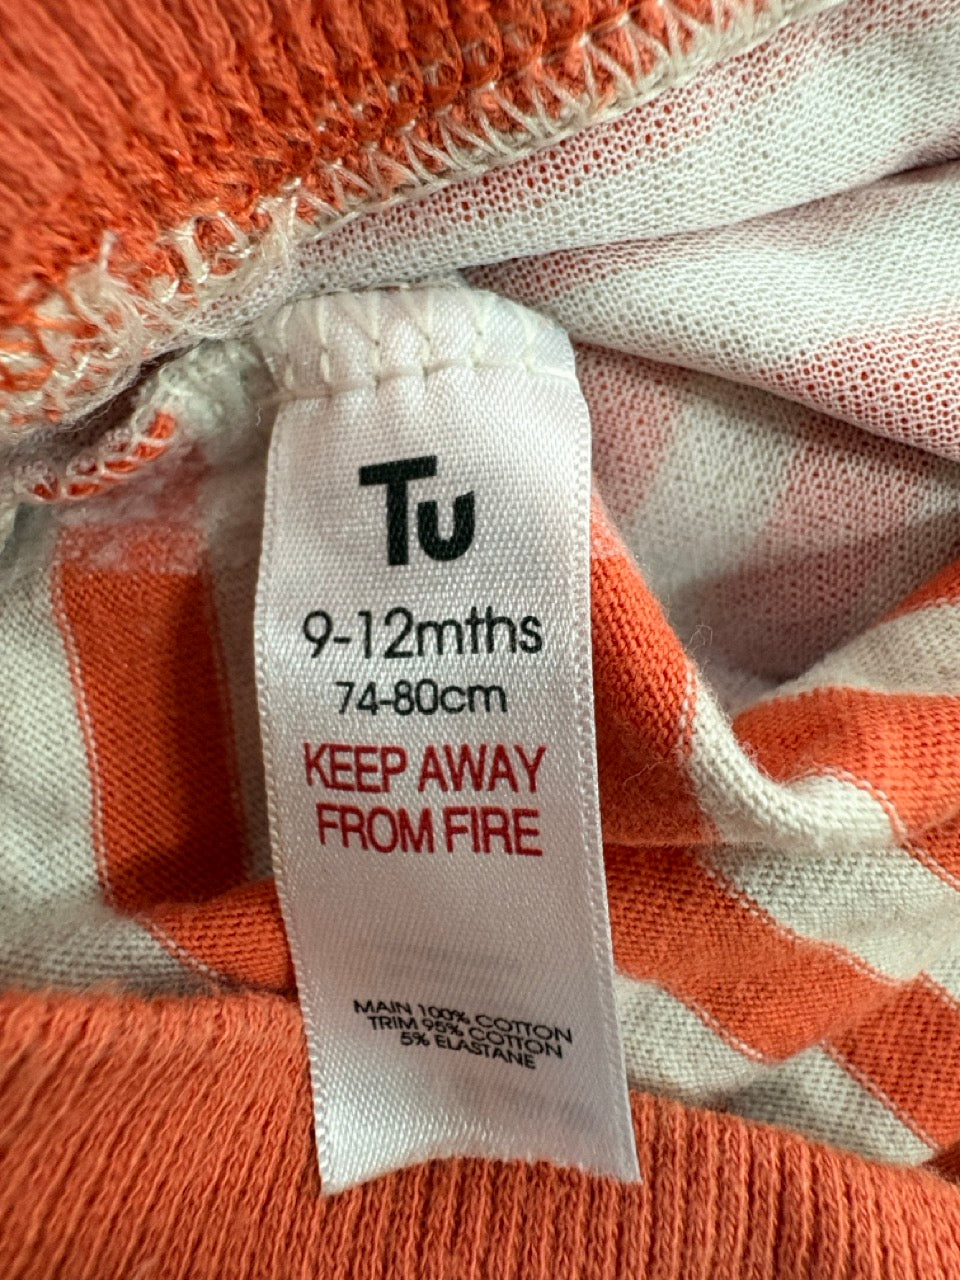 Tu
9-12mths
74-80cm
KEEP AWAY
FROM FIRE
MAIN 100% COTTON
TRIM 95% COTTON
5% ELASTANE